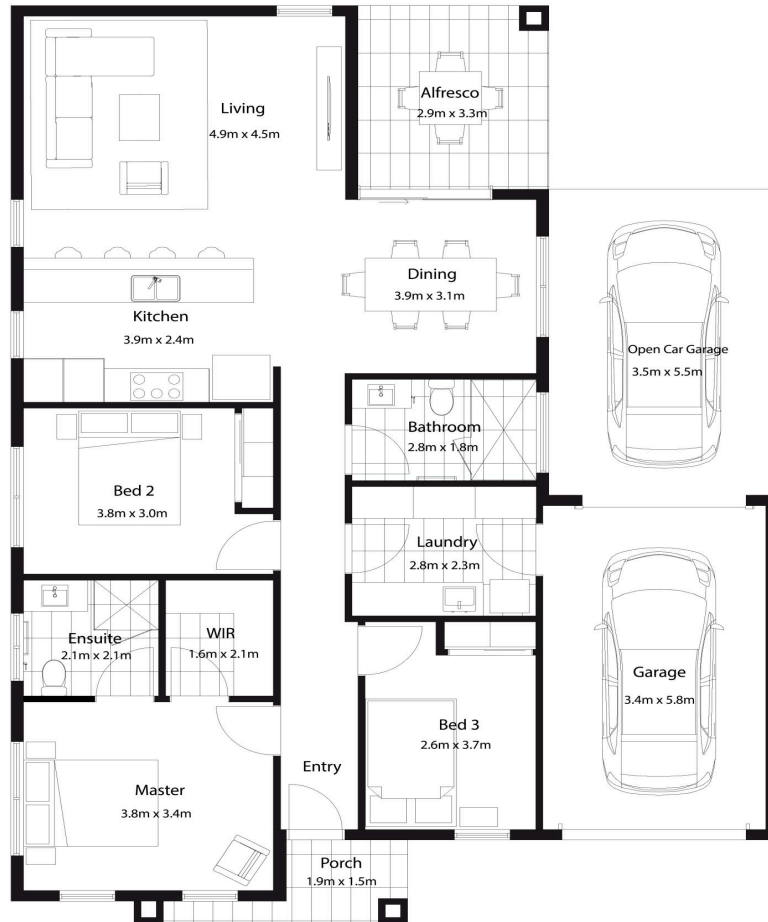 Living
4.9m x 4.5m
Alfresco
2.9m x 3.3m
Dining
3.9m x 3.1m
Kitchen
3.9m x 2.4m
Open Car Garage
3.5m x 5.5m
Bathroom
2.8m x 1.8m
Bed 2
3.8m x 3.0m
Laundry
2.8m x 2.3m
Ensuite
2.1m x 2.1m
WIR
1.6m x 2.1m
Garage
3.4m x 5.8m
Bed 3
2.6m x 3.7m
Entry
Master
3.8m x 3.4m
Porch
1.9m x 1.5m